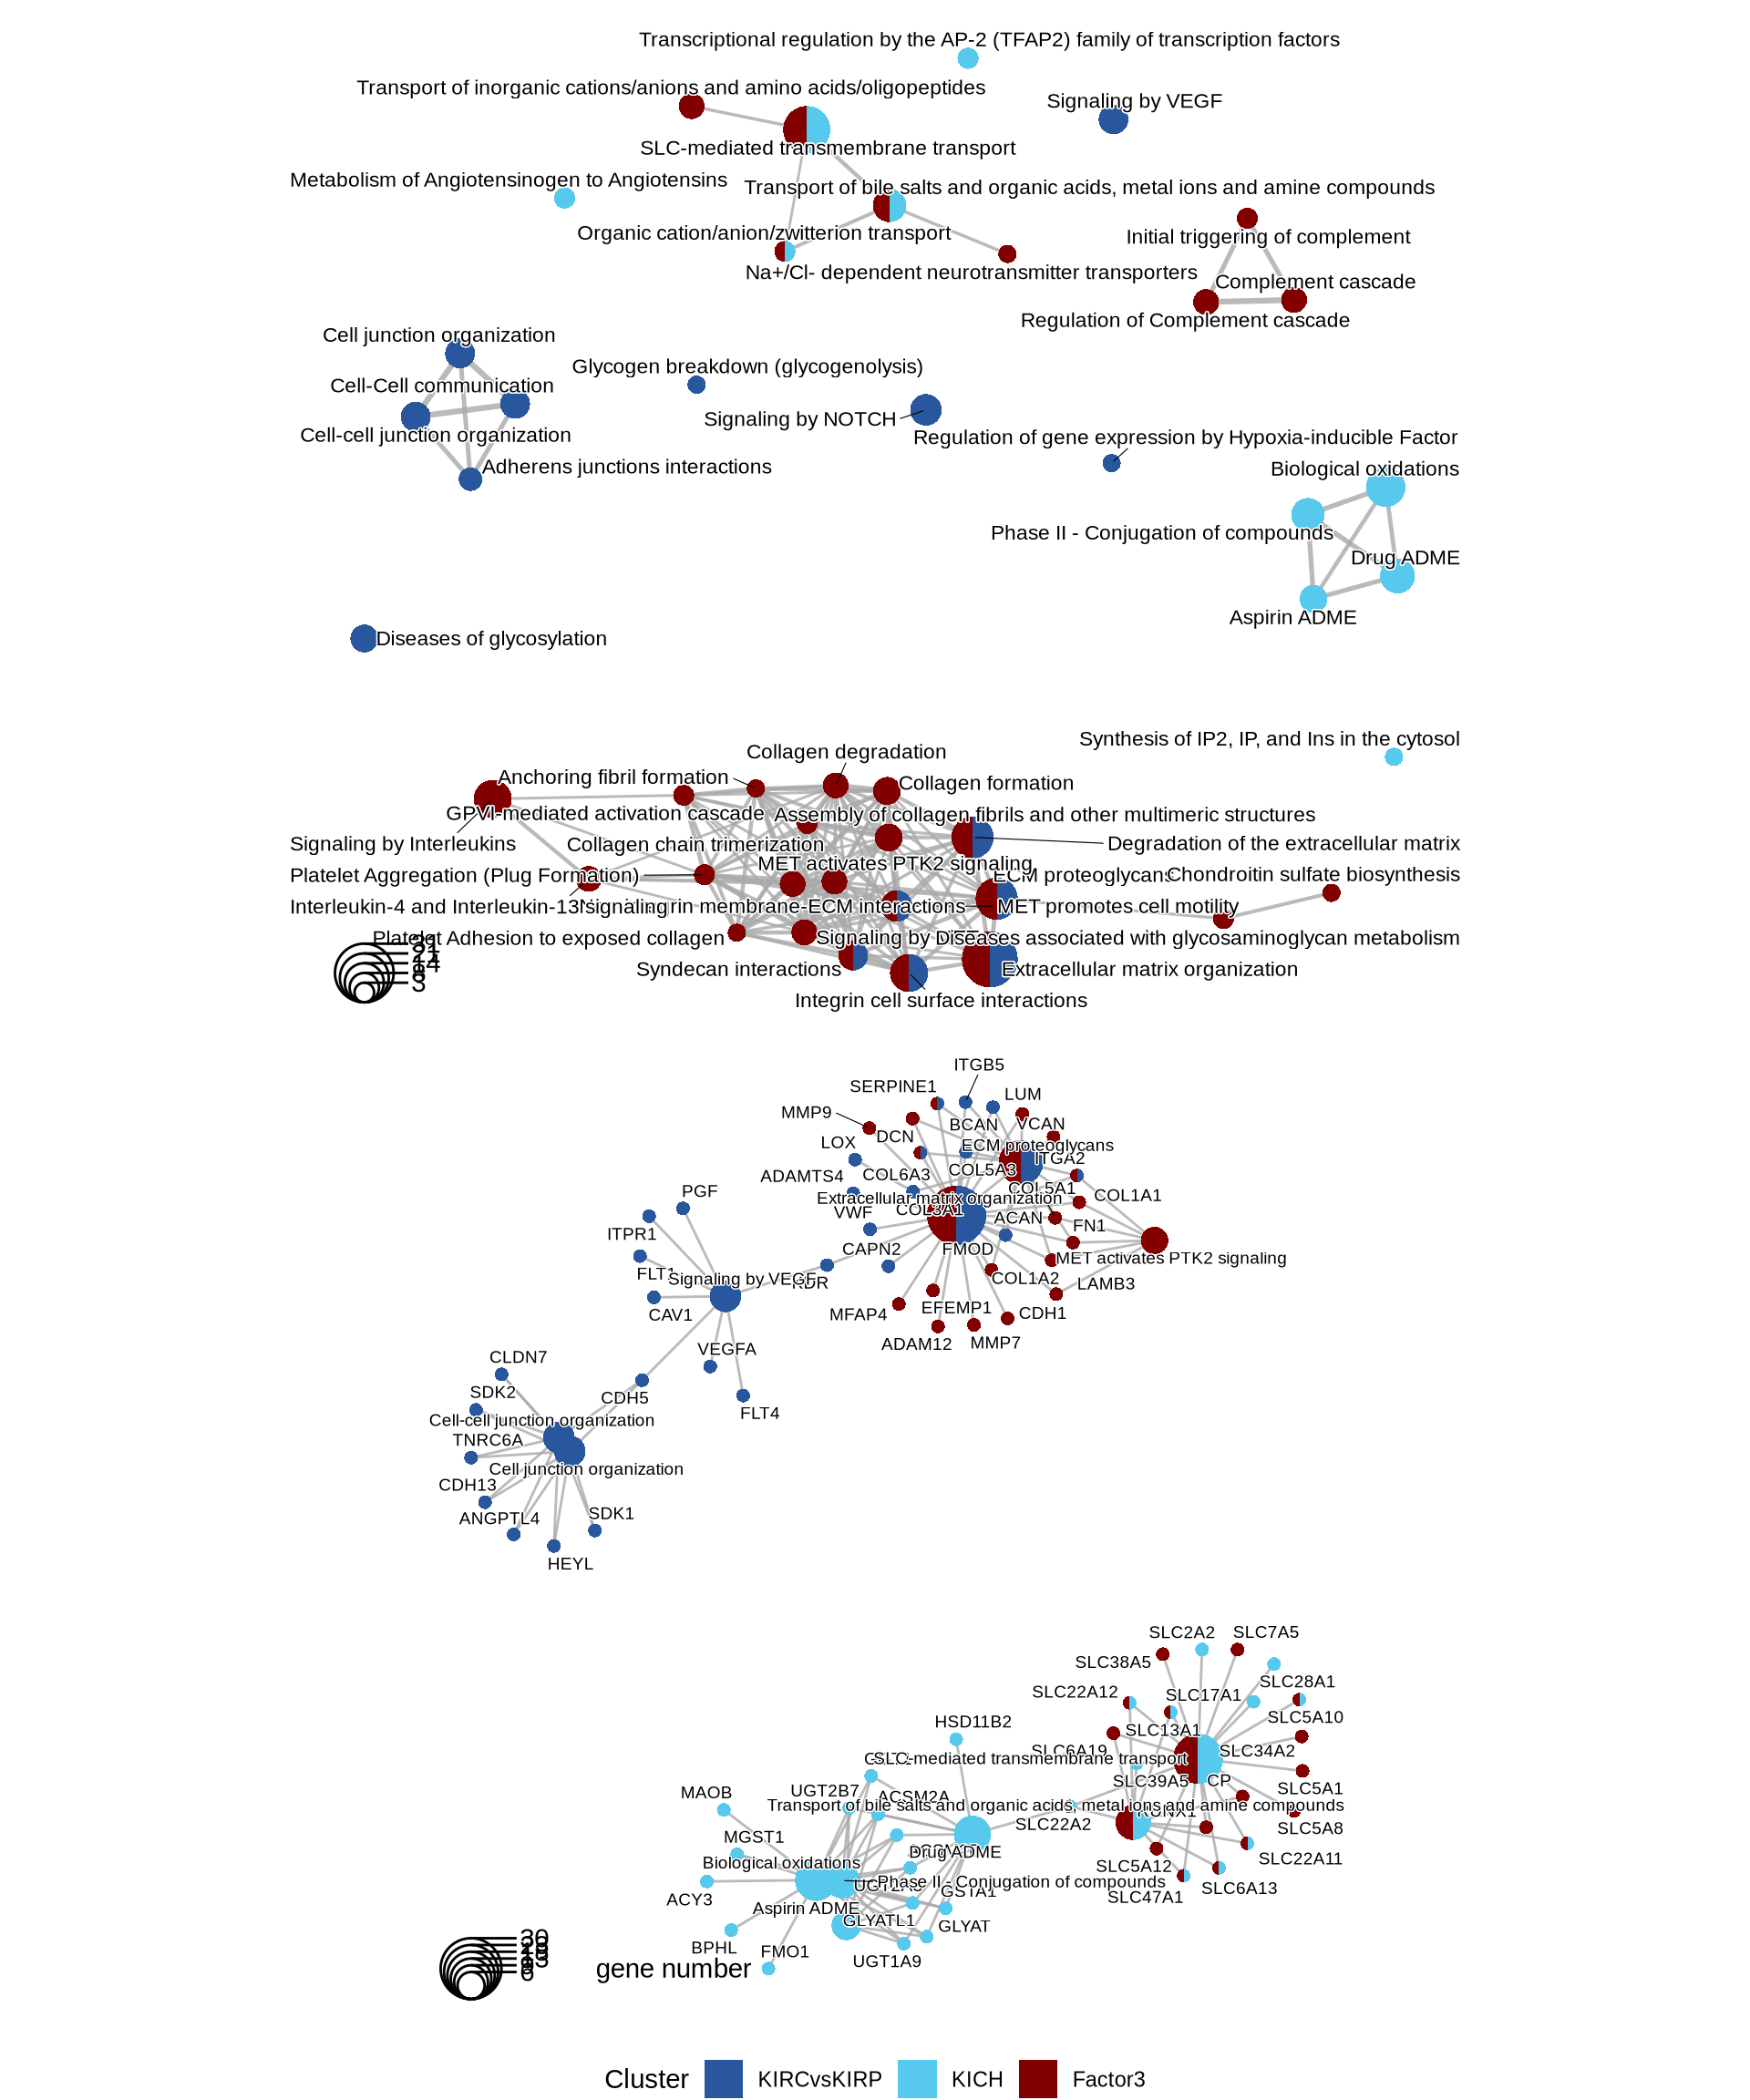 Transcriptional regulation by the AP-2 (TFAP2) family of transcription factors
Transport of inorganic cations/anions and amino acids/oligopeptides
Signaling by VEGF
SLC-mediated transmembrane transport
Metabolism of Angiotensinogen to Angiotensins
Transport of bile salts and organic acids, metal ions and amine compounds
Organic cation/anion/zwitterion transport
Initial triggering of complement
Na+/Cl- dependent neurotransmitter transporters
Complement cascade
Regulation of Complement cascade
Cell junction organization
Glycogen breakdown (glycogenolysis)
Cell-Cell communication
Signaling by NOTCH
Cell-cell junction organization
Regulation of gene expression by Hypoxia-inducible Factor
Adherens junctions interactions
Biological oxidations
Phase II - Conjugation of compounds
Drug ADME
Aspirin ADME
Diseases of glycosylation
Synthesis of IP2, IP, and Ins in the cytosol
Collagen degradation
Anchoring fibril formation
Collagen formation
GPVI-mediated activation cascade
Assembly of collagen fibrils and other multimeric structures
Signaling by Interleukins
Collagen chain trimerization
Degradation of the extracellular matrix
MET activates PTK2 signaling
Platelet Aggregation (Plug Formation)
ECM proteoglycans
Chondroitin sulfate biosynthesis
Interleukin-4 and Interleukin-13 signaling
membrane-ECM interactions
MET promotes cell motility
Platelet Adhesion to exposed collagen
Signaling by
Diseases associated with glycosaminoglycan metabolism
Syndecan interactions
Extracellular matrix organization
Integrin cell surface interactions
31
21
14
3
ITGB5
SERPINE1
LUM
MMP9
BCAN
VCAN
DCN
LOX
ECM proteoglycans
ITGA2
COL5A3
ADAMTS4
COL6A3
COL5A1
COL1A1
PGF
Extracellular matrix organization
COL3A1
VWF
ACAN
FN1
ITPR1
CAPN2
FMOD
MET activates PTK2 signaling
FLT1
Signaling by VEGF
KDR
COL1A2
LAMB3
CAV1
MFAP4
EFEMP1
CDH1
ADAM12
MMP7
VEGFA
CLDN7
SDK2
CDH5
FLT4
Cell-cell junction organization
TNRC6A
Cell junction organization
CDH13
ANGPTL4
SDK1
HEYL
SLC2A2
SLC7A5
SLC38A5
SLC28A1
SLC22A12
SLC17A1
SLC5A10
HSD11B2
SLC13A1
SLC6A19
SLC34A2
SLC-mediated transmembrane transport
SLC39A5
CP
SLC5A1
MAOB
UGT2B7
ACSM2A
Transport of bile salts and organic acids, metal ions and amine compounds
RUNX1
SLC22A2
SLC5A8
MGST1
Drug ADME
SLC22A11
Biological oxidations
SLC5A12
Phase II - Conjugation of compounds
SLC6A13
ACY3
GSTA1
SLC47A1
Aspirin ADME
GLYATL1
GLYAT
BPHL
FMO1
UGT1A9
30
gene number
Cluster KIRCvsKIRP KICH Factor3